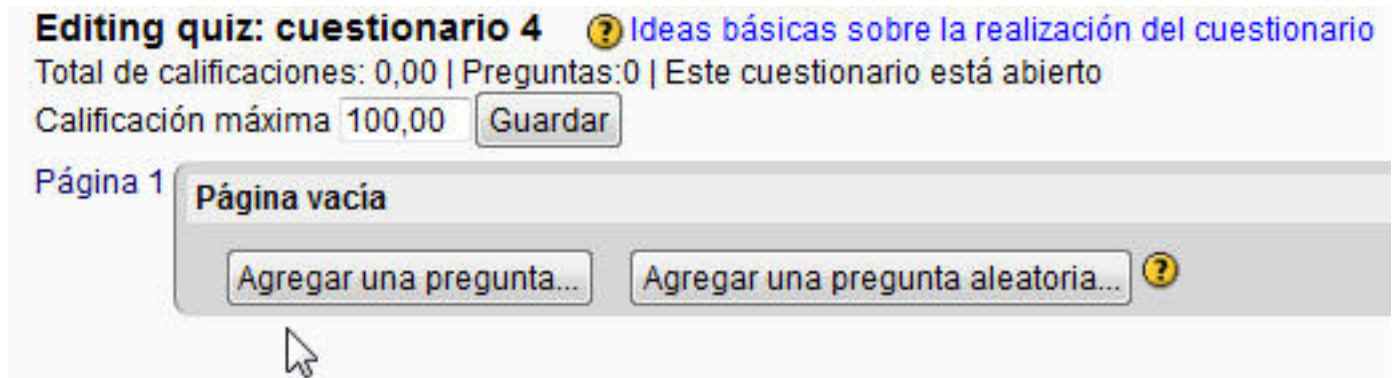 Editing quiz: cuestionario 4 ? Ideas básicas sobre la realización del cuestionario
Total de calificaciones: 0,00 | Preguntas:0 | Este cuestionario está abierto
Calificación máxima 100,00 Guardar
Página 1
Página vacía
Agregar una pregunta... Agregar una pregunta aleatoria... ?